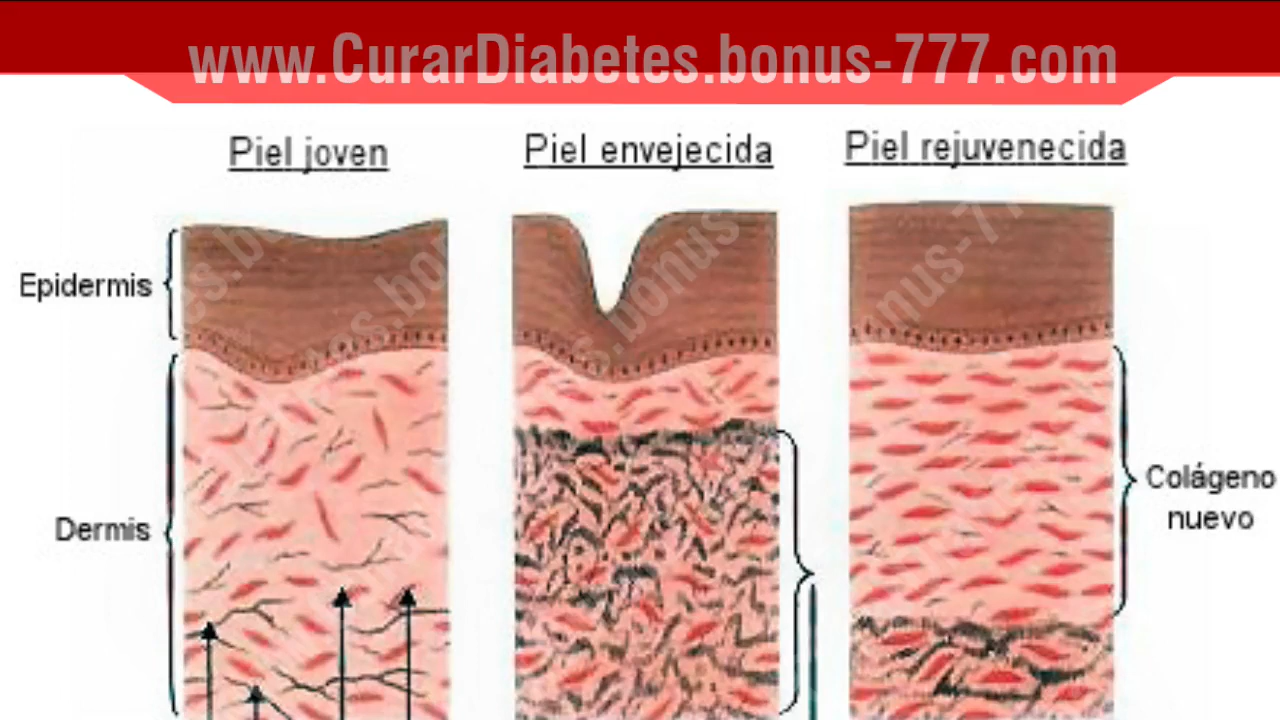 www.CurarDiabetes.bonus-777.com
Piel joven
Piel envejecida
Piel rejuvenecida
Epidermis
Dermis
Colágeno
nuevo